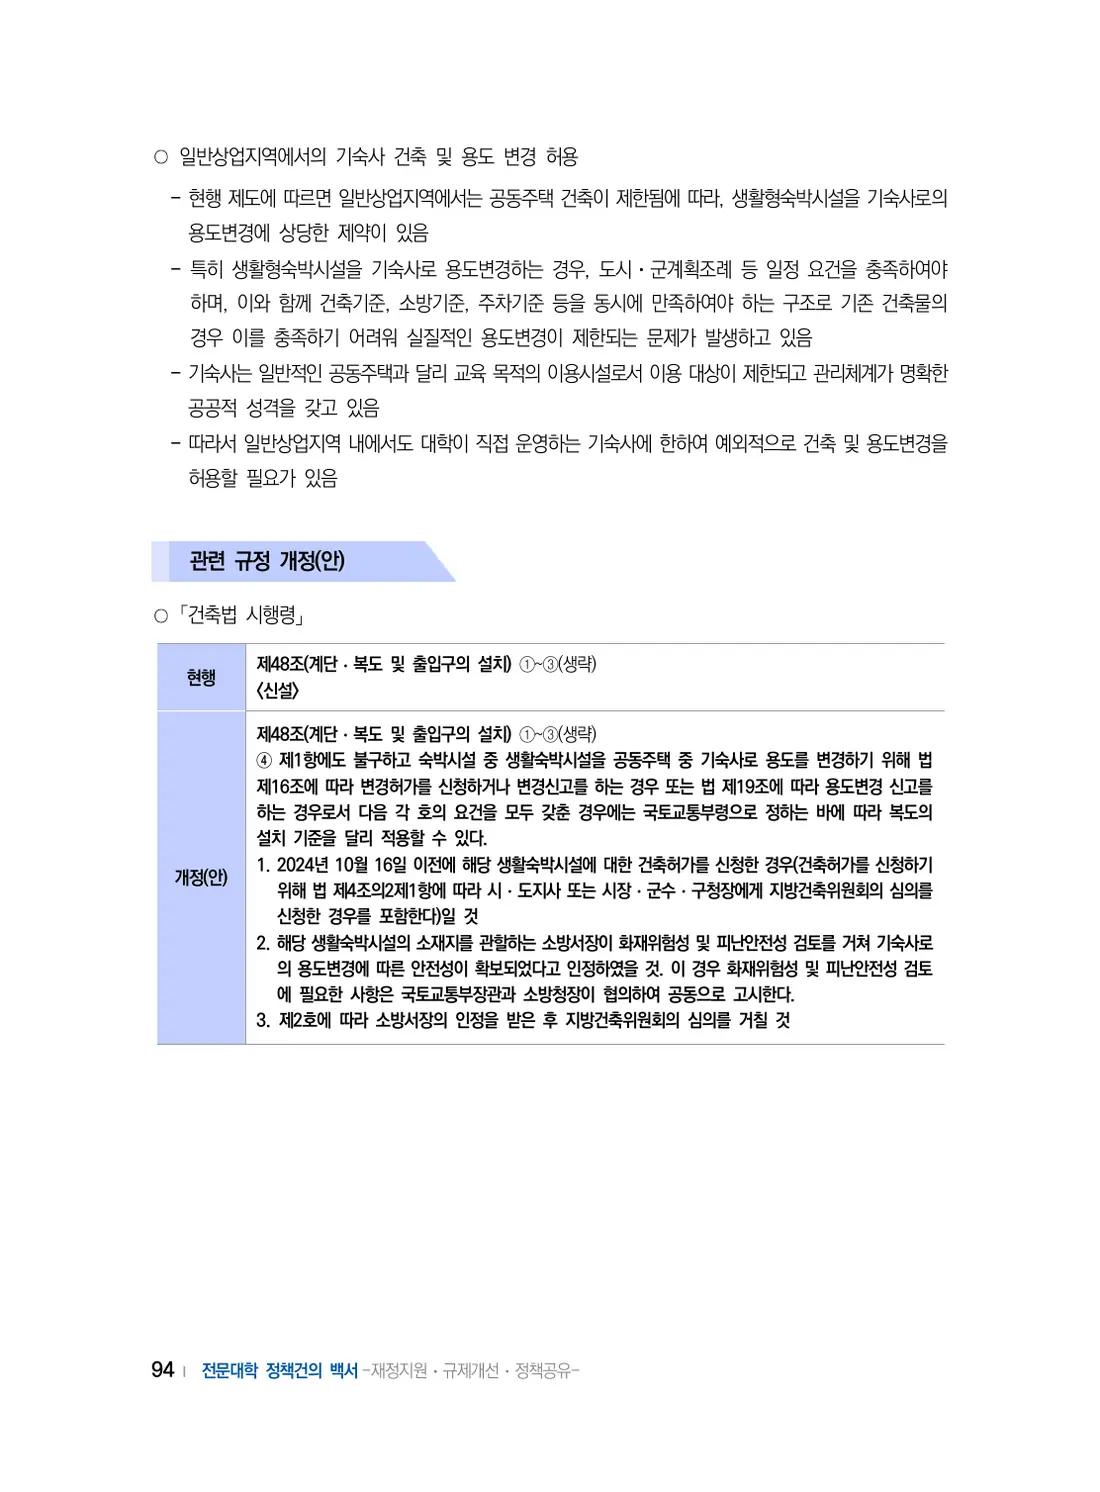 ○ 일반상업지역에서의 기숙사 건축 및 용도 변경 허용
- 현행 제도에 따르면 일반상업지역에서는 공동주택 건축이 제한됨에 따라, 생활형숙박시설을 기숙사로의
용도변경에 상당한 제약이 있음
- 특히 생활형숙박시설을 기숙사로 용도변경하는 경우, 도시·군계획조례 등 일정 요건을 충족하여야
하며, 이와 함께 건축기준, 소방기준, 주차기준 등을 동시에 만족하여야 하는 구조로 기존 건축물의
경우 이를 충족하기 어려워 실질적인 용도변경이 제한되는 문제가 발생하고 있음
- 기숙사는 일반적인 공동주택과 달리 교육 목적의 이용시설로서 이용 대상이 제한되고 관리체계가 명확한
공공적 성격을 갖고 있음
- 따라서 일반상업지역 내에서도 대학이 직접 운영하는 기숙사에 한하여 예외적으로 건축 및 용도변경을
허용할 필요가 있음
관련 규정 개정(안)
○ 「건축법 시행령」
현행
제48조(계단·복도 및 출입구의 설치) ①~③(생략)
<신설>
개정(안)
제48조(계단·복도 및 출입구의 설치) ①~③(생략)
④ 제1항에도 불구하고 숙박시설 중 생활숙박시설을 공동주택 중 기숙사로 용도를 변경하기 위해 법
제16조에 따라 변경허가를 신청하거나 변경신고를 하는 경우 또는 법 제19조에 따라 용도변경 신고를
하는 경우로서 다음 각 호의 요건을 모두 갖춘 경우에는 국토교통부령으로 정하는 바에 따라 복도의
설치 기준을 달리 적용할 수 있다.
1. 2024년 10월 16일 이전에 해당 생활숙박시설에 대한 건축허가를 신청한 경우(건축허가를 신청하기
위해 법 제4조의2제1항에 따라 시·도지사 또는 시장·군수·구청장에게 지방건축위원회의 심의를
신청한 경우를 포함한다)일 것
2. 해당 생활숙박시설의 소재지를 관할하는 소방서장이 화재위험성 및 피난안전성 검토를 거쳐 기숙사로
의 용도변경에 따른 안전성이 확보되었다고 인정하였을 것. 이 경우 화재위험성 및 피난안전성 검토
에 필요한 사항은 국토교통부장관과 소방청장이 협의하여 공동으로 고시한다.
3. 제2호에 따라 소방서장의 인정을 받은 후 지방건축위원회의 심의를 거칠 것
94 | 전문대학 정책건의 백서 -재정지원·규제개선·정책공유-